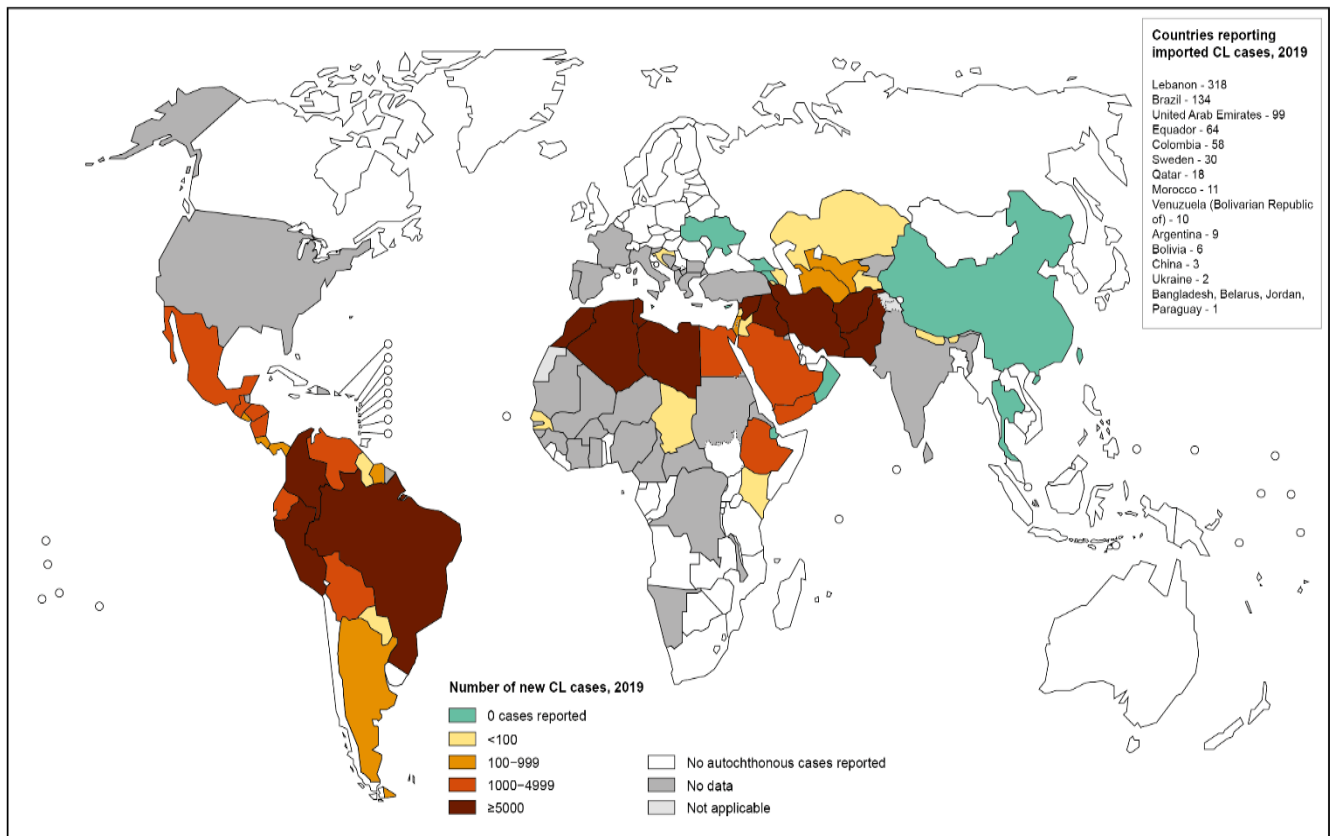 Countries reporting
imported CL cases, 2019
Lebanon - 318
Brazil - 134
United Arab Emirates - 99
Equador - 64
Colombia - 58
Sweden - 30
Qatar - 18
Morocco - 11
Venuzuela (Bolivarian Republic
of) - 10
Argentina - 9
Bolivia - 6
China - 3
Ukraine - 2
Bangladesh, Belarus, Jordan,
Paraguay - 1
Number of new CL cases, 2019
0 cases reported
<100
100–999
1000–4999
≥5000
No autochthonous cases reported
No data
Not applicable